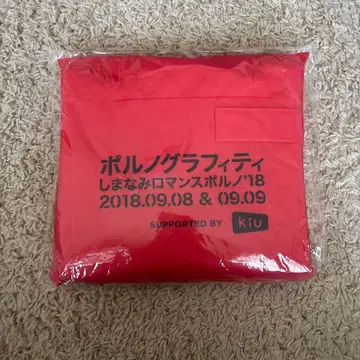 ポルノグラフィティ
しまなみロマンスポルノ'18
2018.09.08 & 09.09
SUPPORTED BY KiU